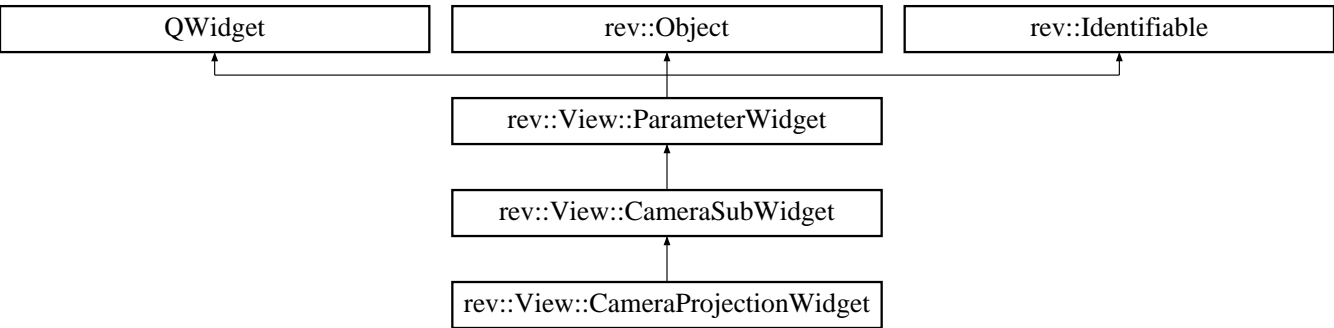 QWidget
rev::Object
rev::Identifiable
rev::View::ParameterWidget
rev::View::CameraSubWidget
rev::View::CameraProjectionWidget